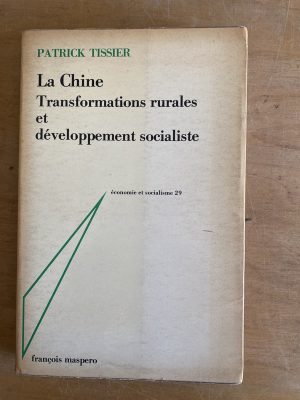 PATRICK TISSIER
La Chine
Transformations rurales
et
développement socialiste
économie et socialisme 29
françois maspero